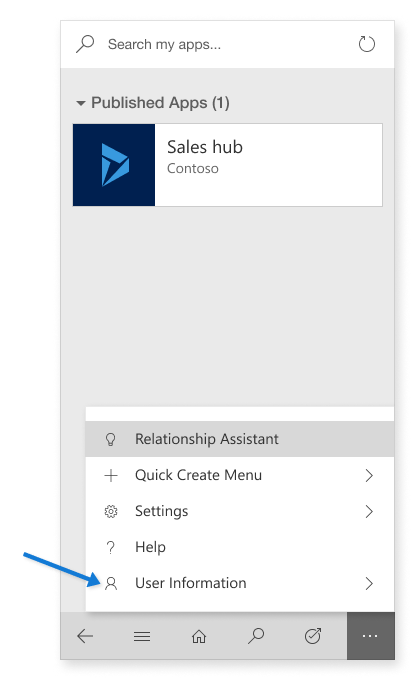 Search my apps...
Published Apps (1)
Sales hub
Contoso
Relationship Assistant
Quick Create Menu
Settings
Help
User Information